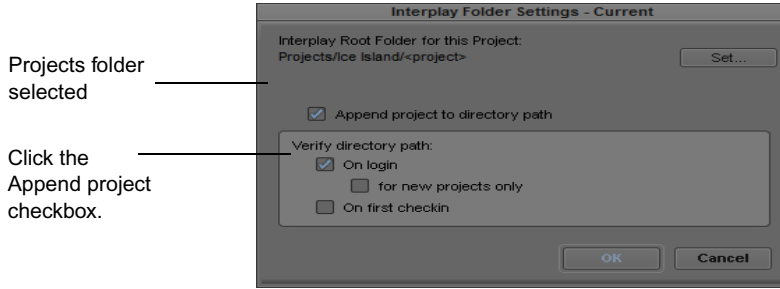 Interplay Folder Settings - Current
Interplay Root Folder for this Project:
Projects/Ice Island/<project>
Set...
Projects folder
selected
Append project to directory path
Click the
Append project
checkbox.
Verify directory path:
On login
for new projects only
On first checkin
OK
Cancel